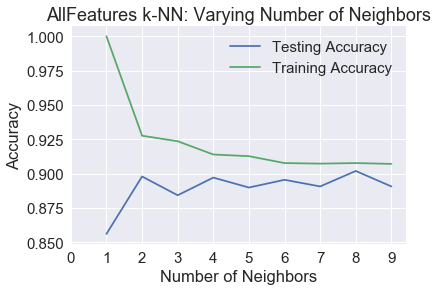 AllFeatures k-NN: Varying Number of Neighbors
Testing Accuracy
Training Accuracy
1.000
0.975
0.950
0.925
0.900
0.875
0.850
Accuracy
0 1 2 3 4 5 6 7 8 9
Number of Neighbors